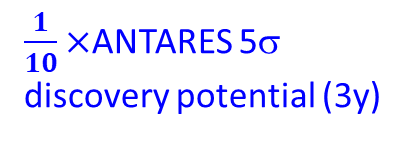 1/10 ×ANTARES 5σ
discovery potential (3y)